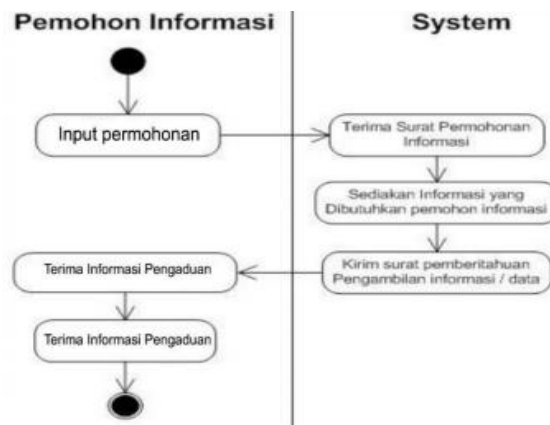 Pemohon Informasi
System
Input permohonan
Terima Surat Permohonan
Informasi
Sediakan Informasi yang
Dibutuhkan pemohon informasi
Kirim surat pemberitahuan
Pengambilan informasi / data
Terima Informasi Pengaduan
Terima Informasi Pengaduan